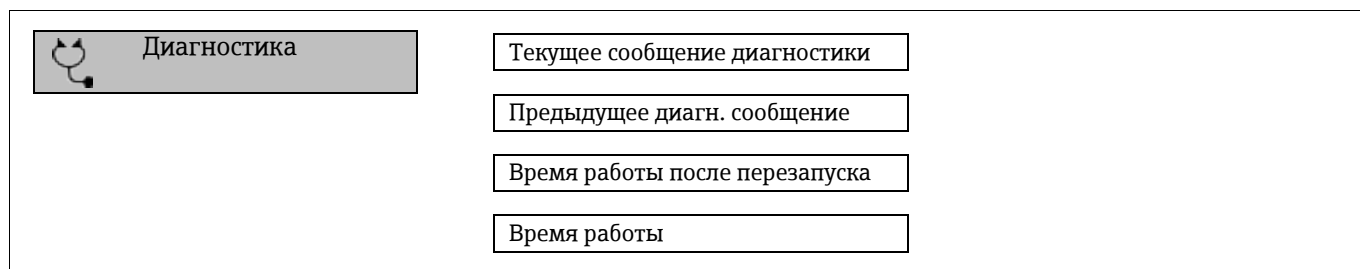 Диагностика
Текущее сообщение диагностики
Предыдущее диагн. сообщение
Время работы после перезапуска
Время работы